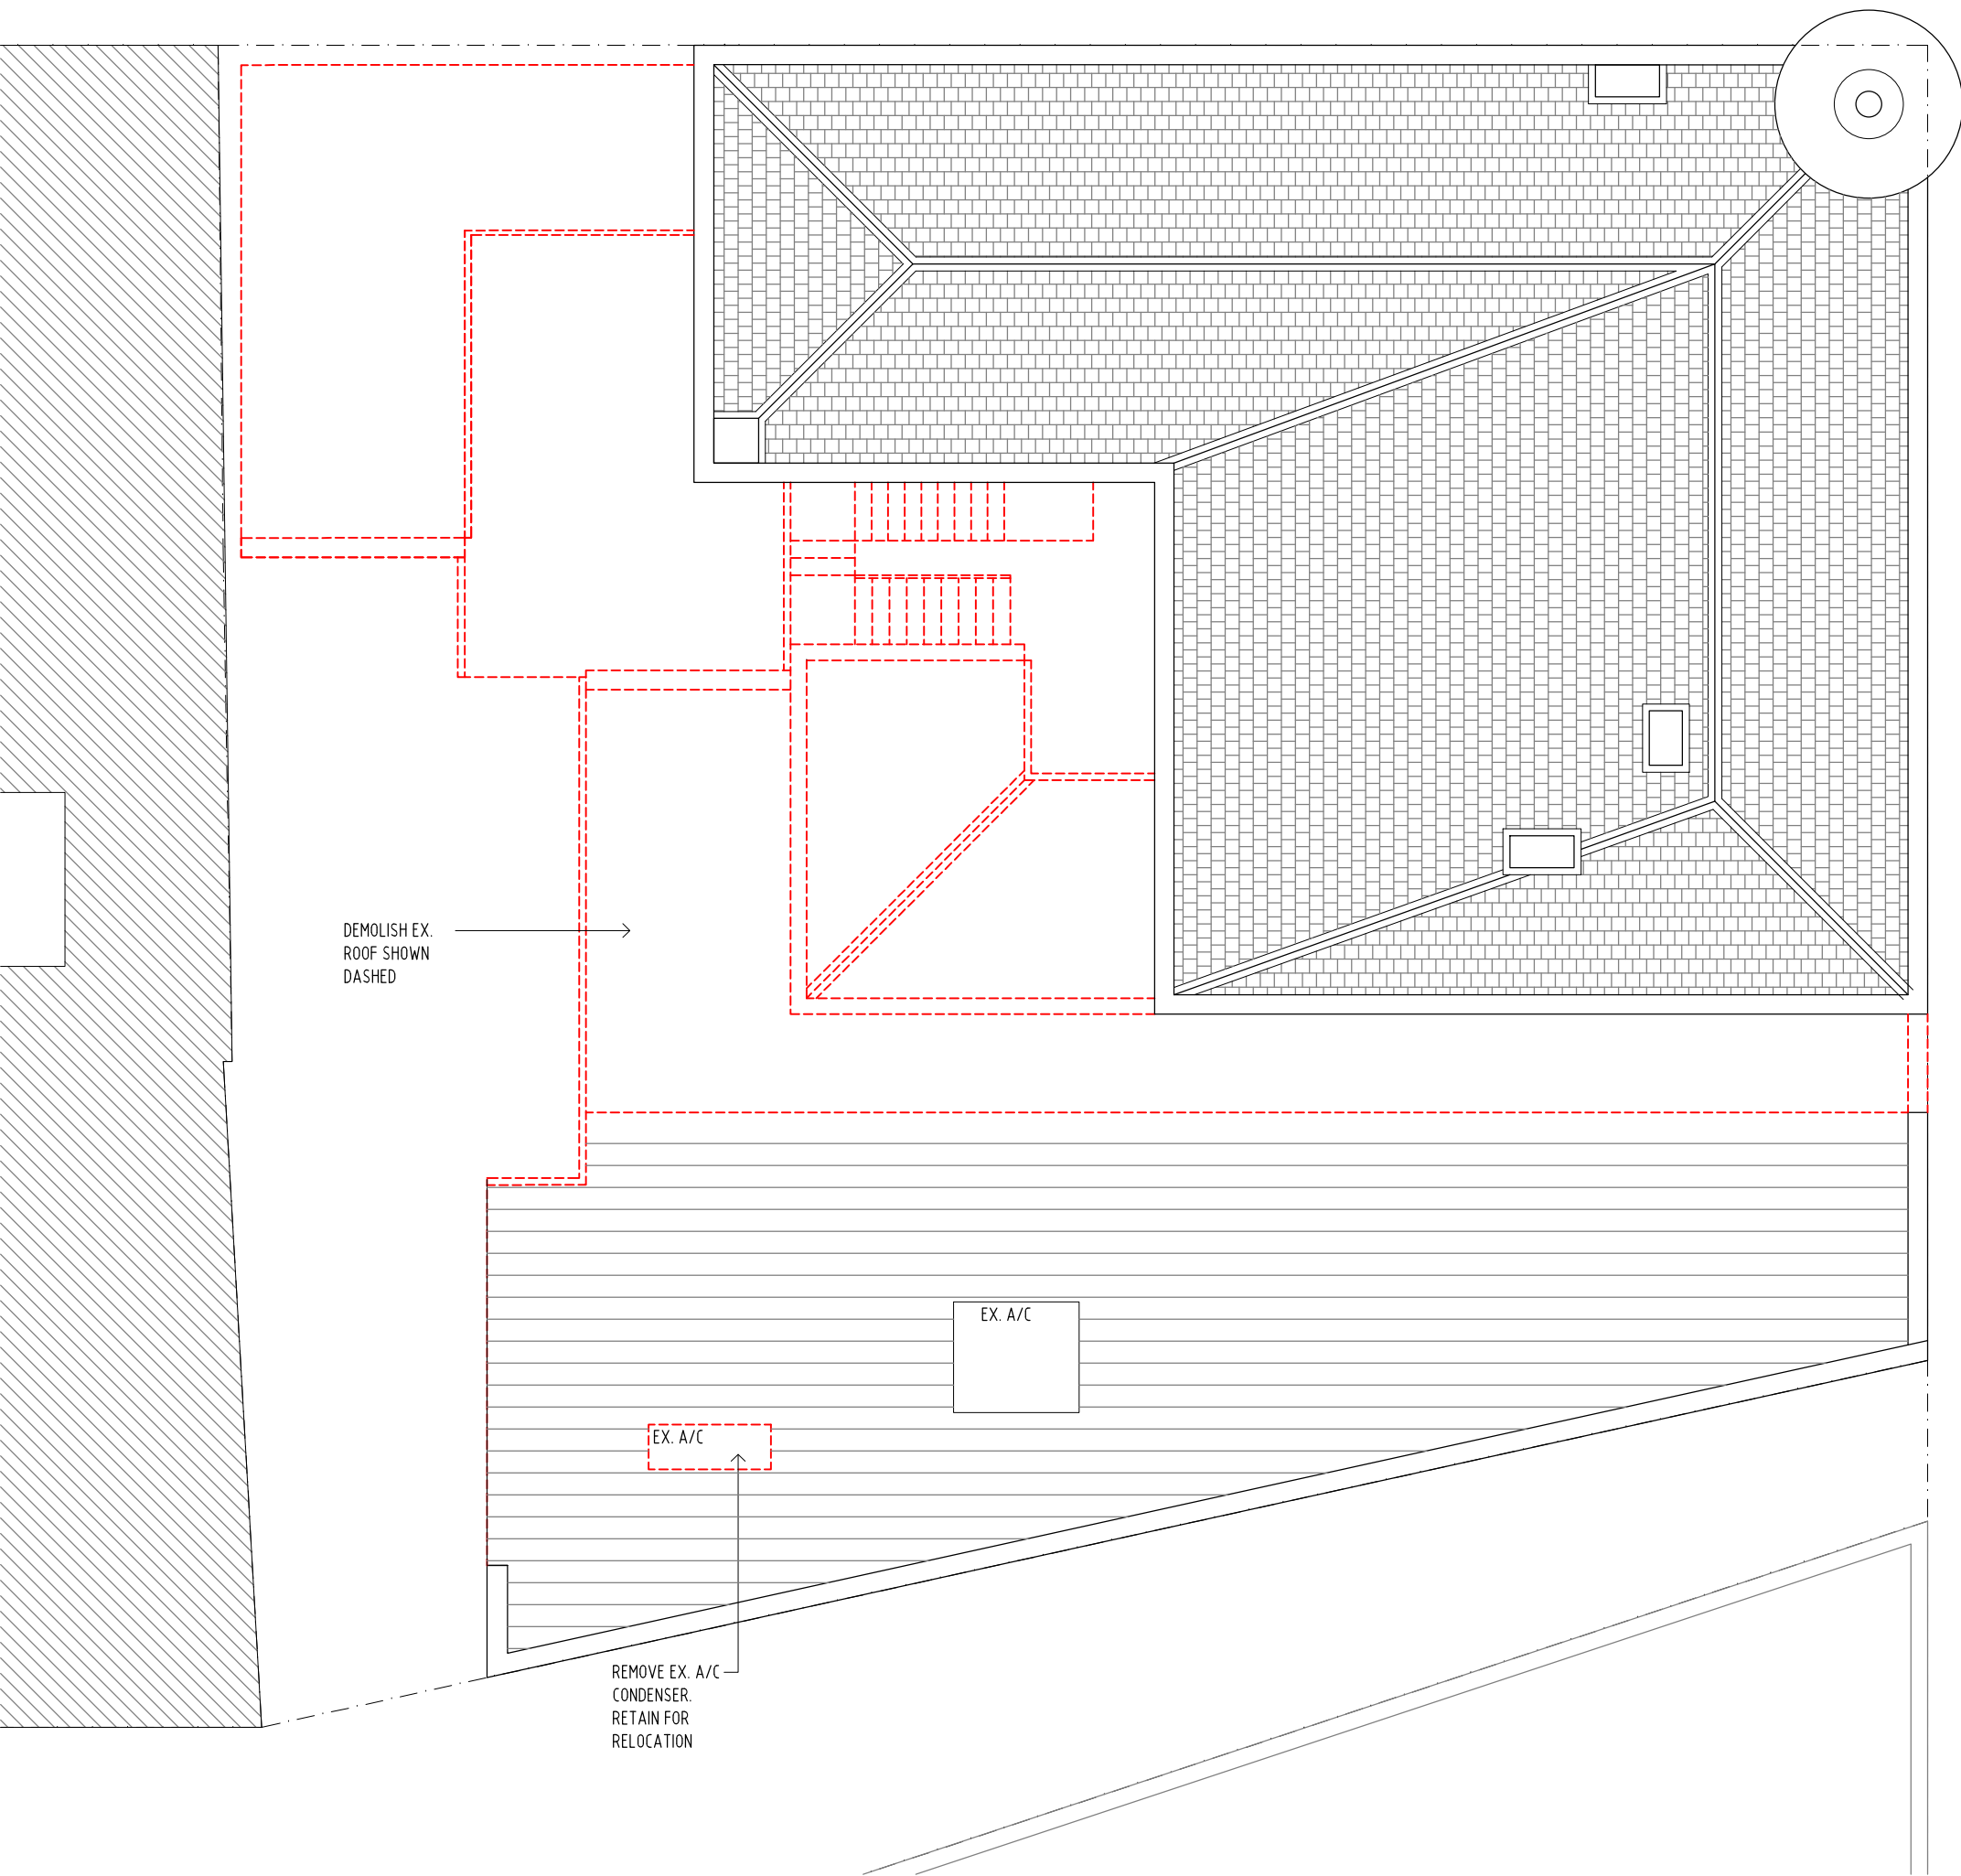 DEMOLISH EX.
ROOF SHOWN
DASHED
EX. A/C
EX. A/C
REMOVE EX. A/C
CONDENSER.
RETAIN FOR
RELOCATION